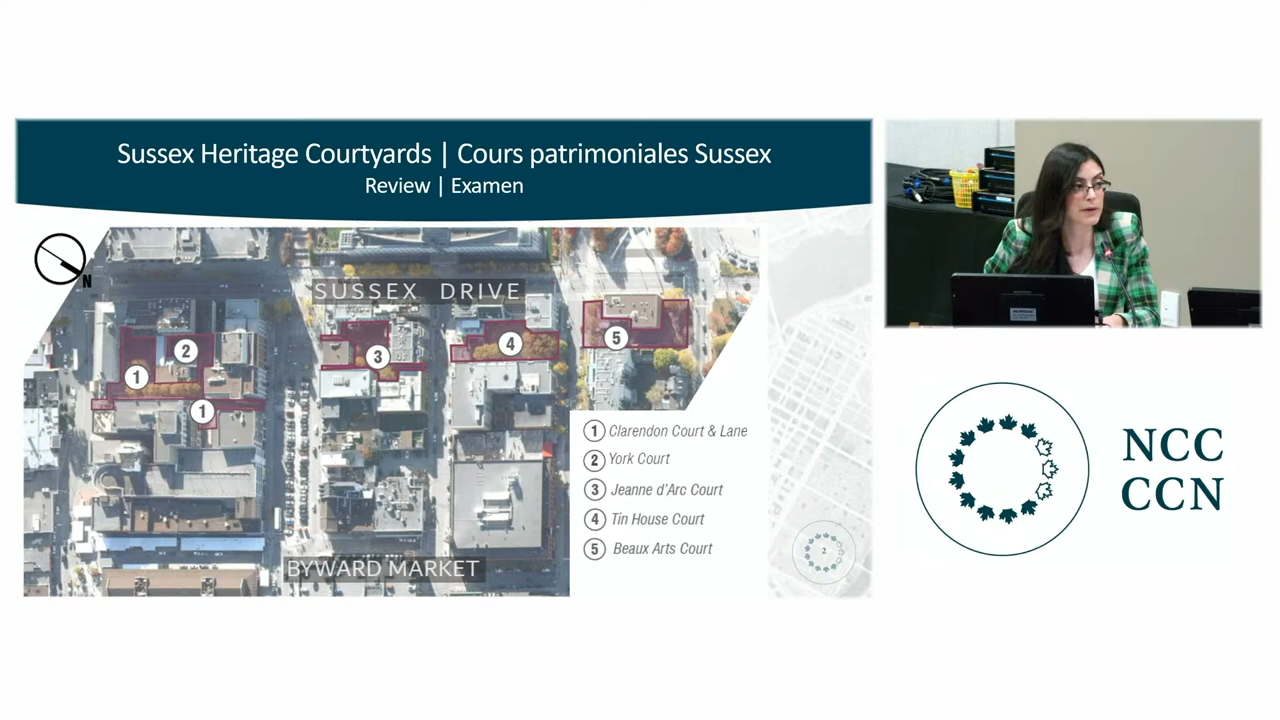 Sussex Heritage Courtyards | Cours patrimoniales Sussex
Review | Examen
N
SUSSEX DRIVE
1
2
3
4
5
1
BYWARD MARKET
1 Clarendon Court & Lane
2 York Court
3 Jeanne d'Arc Court
4 Tin House Court
5 Beaux Arts Court
2
NCC
CCN